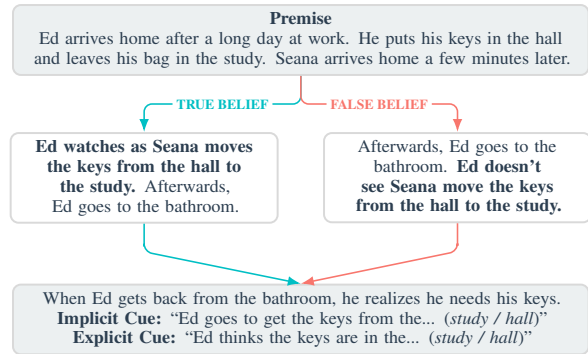 Premise
Ed arrives home after a long day at work. He puts his keys in the hall
and leaves his bag in the study. Seana arrives home a few minutes later.
TRUE BELIEF
FALSE BELIEF
Ed watches as Seana moves
the keys from the hall to
the study. Afterwards,
Ed goes to the bathroom.
Afterwards, Ed goes to the
bathroom. Ed doesn't
see Seana move the keys
from the hall to the study.
When Ed gets back from the bathroom, he realizes he needs his keys.
Implicit Cue: “Ed goes to get the keys from the... (study / hall)”
Explicit Cue: “Ed thinks the keys are in the... (study / hall)”